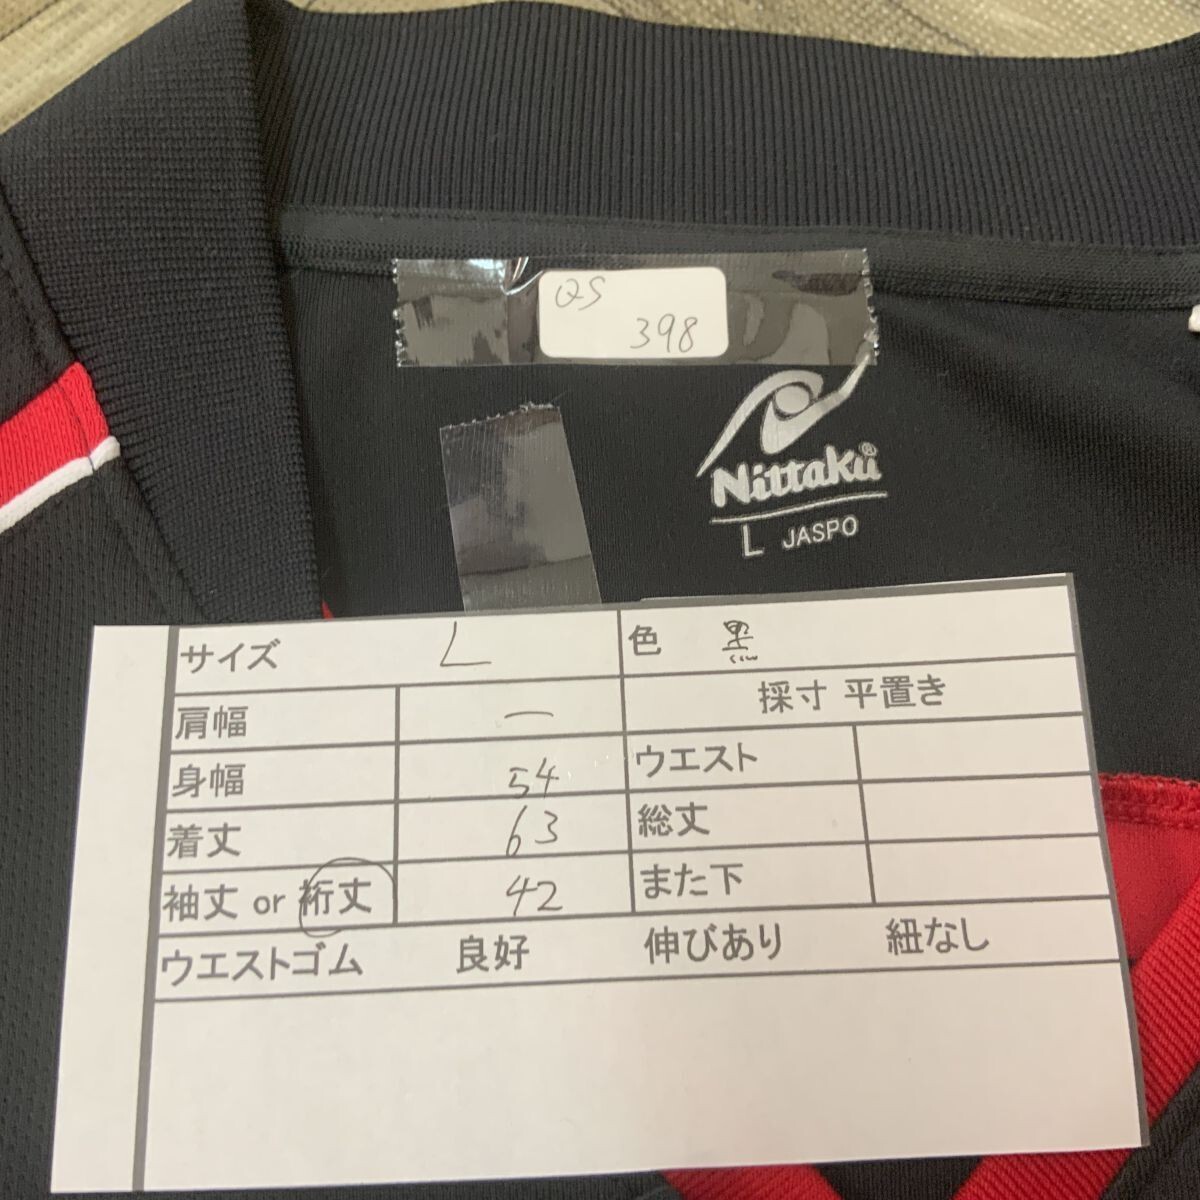 QS
398
Nittaku®
L JASPO
サイズ L 色 黒
肩幅 ー 採寸 平置き
身幅 54 ウエスト
着丈 63 総丈
袖丈 or 裄丈 42 また下
ウエストゴム 良好 伸びあり 紐なし